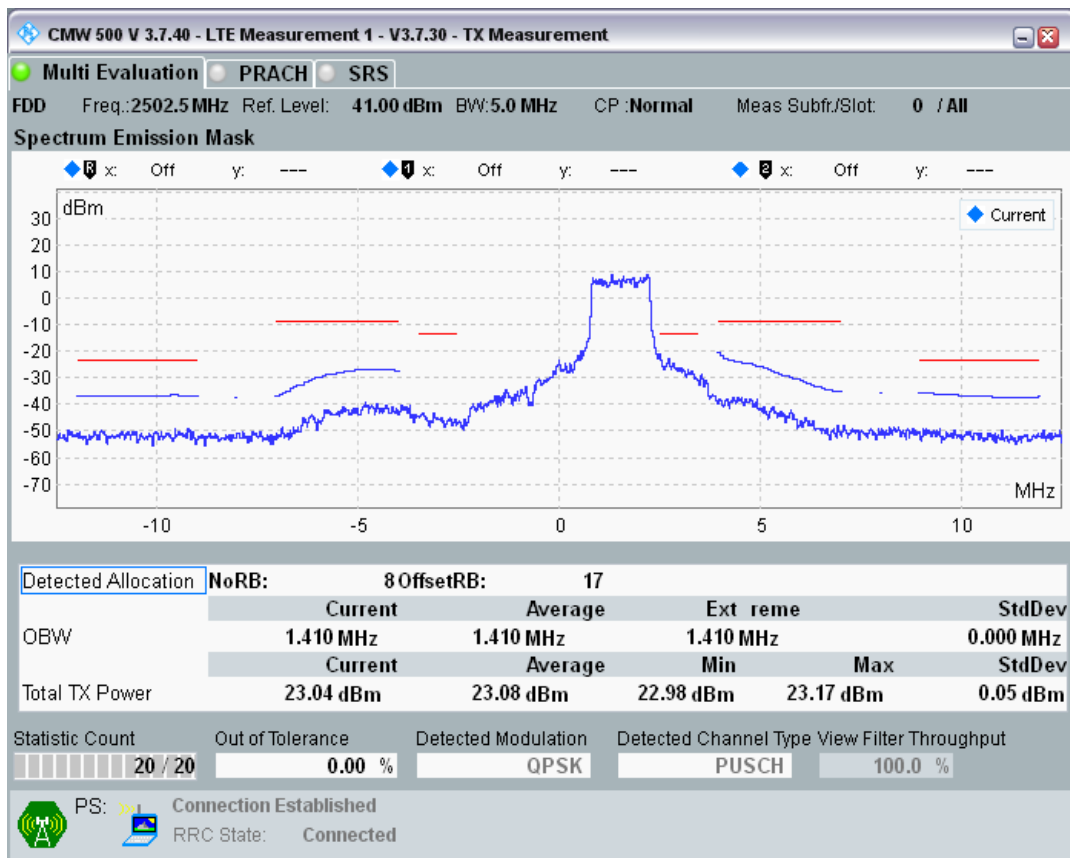 CMW 500 V 3.7.40 - LTE Measurement 1 - V3.7.30 - TX Measurement
Multi Evaluation PRACH SRS
FDD Freq.:2502.5 MHz Ref. Level: 41.00 dBm BW:5.0 MHz CP :Normal Meas Subfr./Slot: 0 / All
Spectrum Emission Mask
R x: Off y: --- 1 x: Off y: --- 2 x: Off y: ---
dBm
Current
30
20
10
0
-10
-20
-30
-40
-50
-60
-70
MHz
-10 -5 0 5 10
Detected Allocation NoRB: 8 OffsetRB: 17
Current Average Ext reme StdDev
OBW 1.410 MHz 1.410 MHz 1.410 MHz 0.000 MHz
Current Average Min Max StdDev
Total TX Power 23.04 dBm 23.08 dBm 22.98 dBm 23.17 dBm 0.05 dBm
Statistic Count Out of Tolerance Detected Modulation Detected Channel Type View Filter Throughput
20 / 20 0.00 % QPSK PUSCH 100.0 %
PS: Connection Established
RRC State: Connected